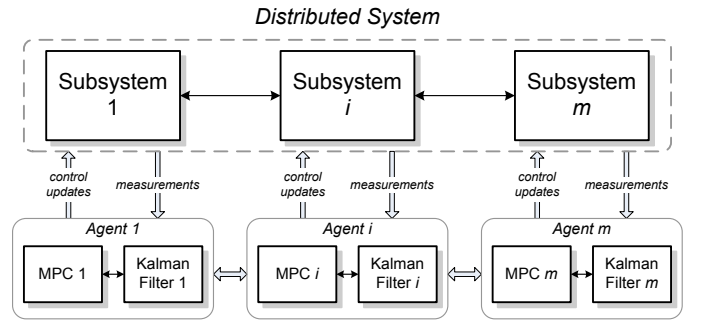 Distributed System
Subsystem
1
Subsystem
i
Subsystem
m
control
updates
measurements
control
updates
measurements
control
updates
measurements
Agent 1
MPC 1
Kalman
Filter 1
Agent i
MPC i
Kalman
Filter i
Agent m
MPC m
Kalman
Filter m